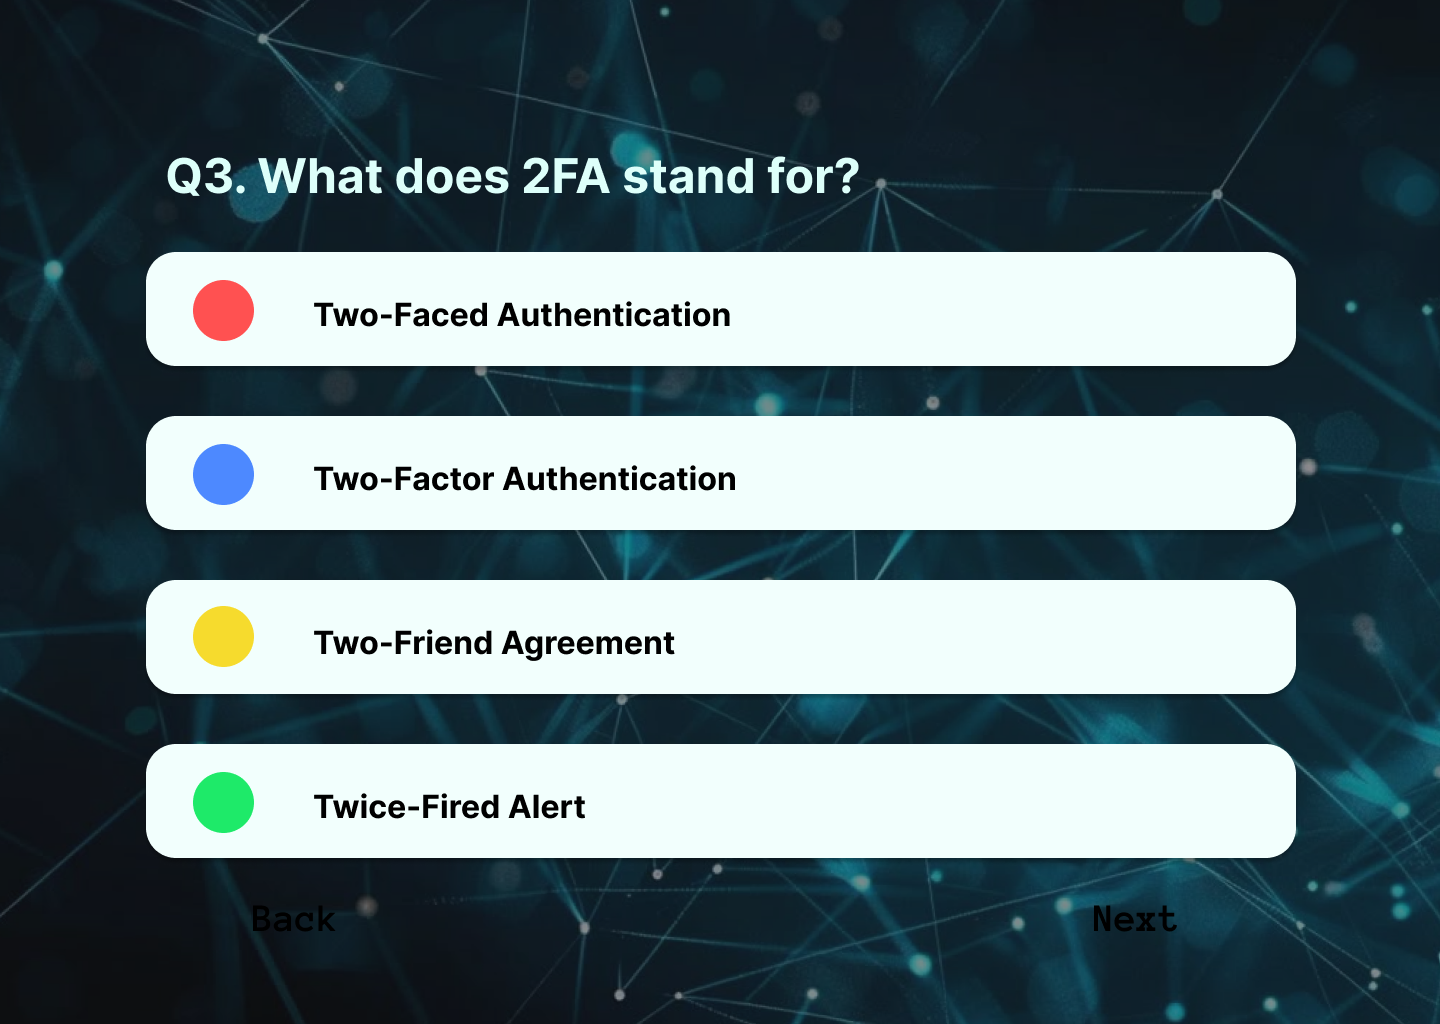 Q3. What does 2FA stand for?
Two-Faced Authentication
Two-Factor Authentication
Two-Friend Agreement
Twice-Fired Alert
Back
Next